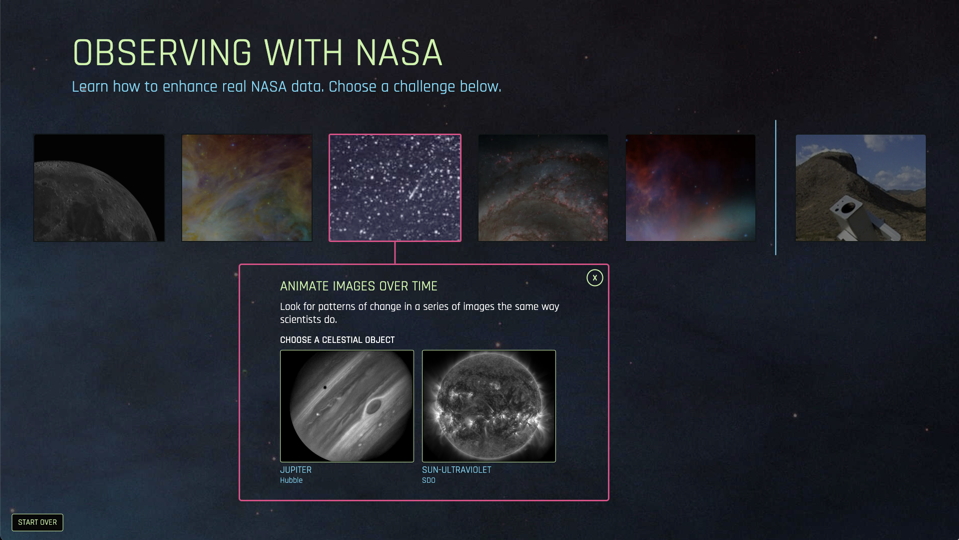 OBSERVING WITH NASA
Learn how to enhance real NASA data. Choose a challenge below.
X
ANIMATE IMAGES OVER TIME
Look for patterns of change in a series of images the same way
scientists do.
CHOOSE A CELESTIAL OBJECT
JUPITER
Hubble
SUN-ULTRAVIOLET
SDO
START OVER